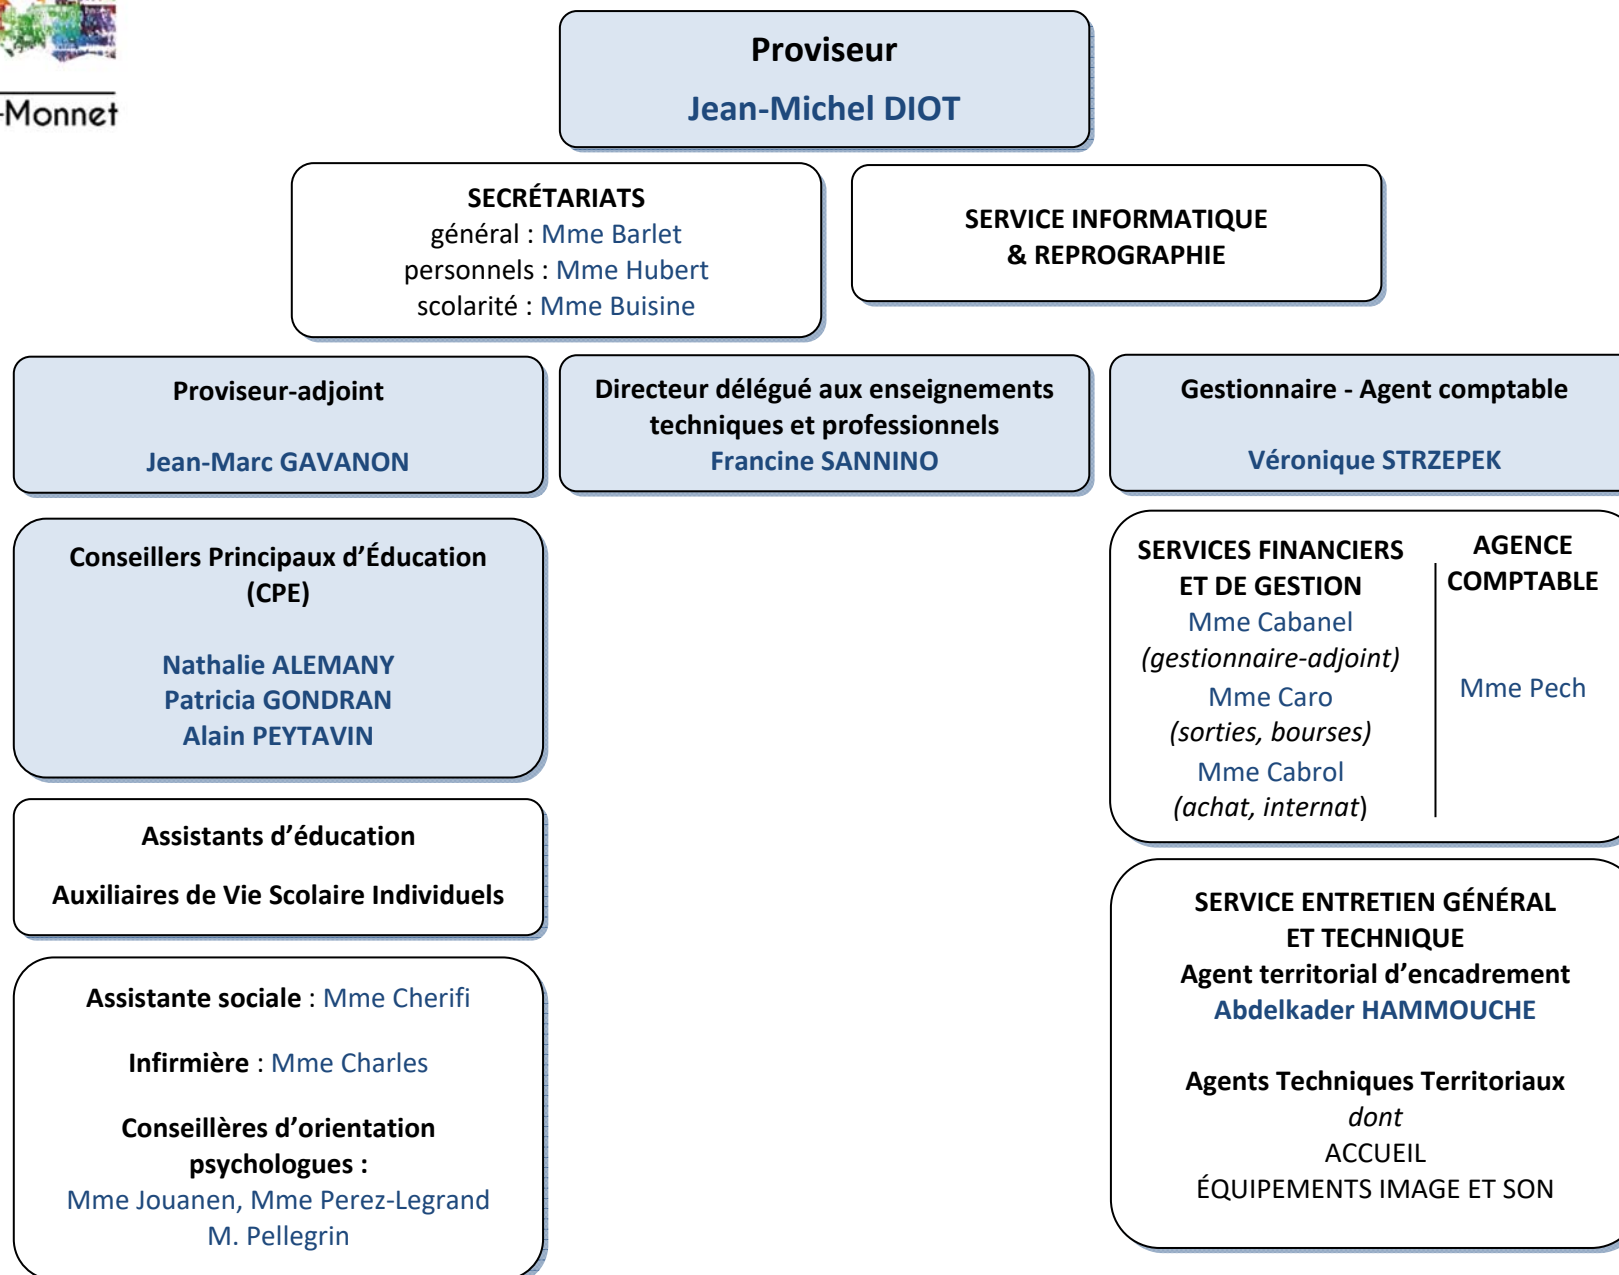 -Monnet
Proviseur
Jean-Michel DIOT
SECRÉTARIATS
général : Mme Barlet
personnels : Mme Hubert
scolarité : Mme Buisine
SERVICE INFORMATIQUE
& REPROGRAPHIE
Proviseur-adjoint
Jean-Marc GAVANON
Directeur délégué aux enseignements
techniques et professionnels
Francine SANNINO
Gestionnaire - Agent comptable
Véronique STRZEPEK
Conseillers Principaux d’Éducation
(CPE)
Nathalie ALEMANY
Patricia GONDRAN
Alain PEYTAVIN
Assistants d’éducation
Auxiliaires de Vie Scolaire Individuels
Assistante sociale : Mme Cherifi
Infirmière : Mme Charles
Conseillères d’orientation
psychologues :
Mme Jouanen, Mme Perez-Legrand
M. Pellegrin
SERVICES FINANCIERS
ET DE GESTION
Mme Cabanel
(gestionnaire-adjoint)
Mme Caro
(sorties, bourses)
Mme Cabrol
(achat, internat)
AGENCE
COMPTABLE
Mme Pech
SERVICE ENTRETIEN GÉNÉRAL
ET TECHNIQUE
Agent territorial d’encadrement
Abdelkader HAMMOUCHE
Agents Techniques Territoriaux
dont
ACCUEIL
ÉQUIPEMENTS IMAGE ET SON